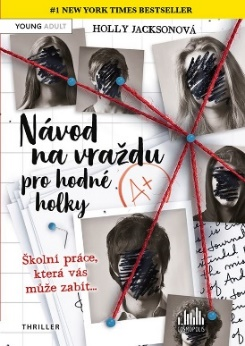 YOUNG ADULT
#1 NEW YORK TIMES BESTSELLER
HOLLY JACKSONOVÁ
Návod
na vraždu
pro hodné
holky
A+
Školní práce,
která vás
může zabít...
THRILLER
COSMOPOLIS